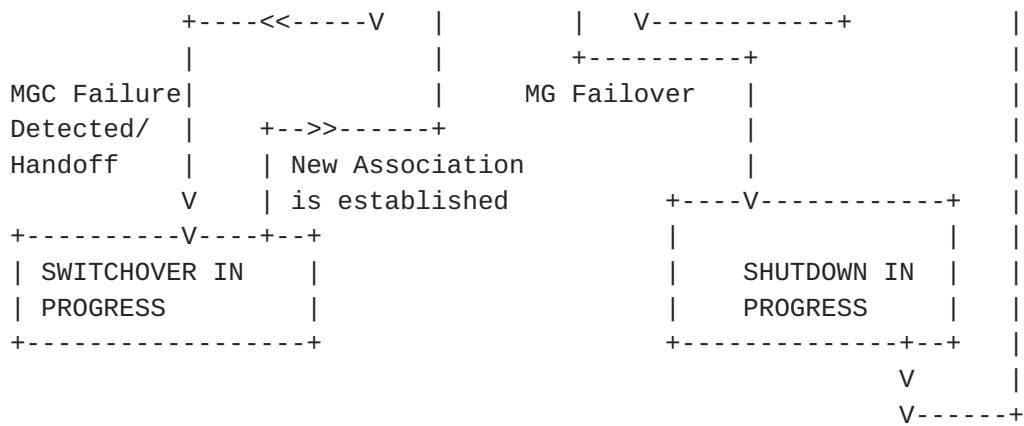 +----<<-----V   |        |   V------------+          |
           |               |        +----------+                |
MGC Failure|               |     MG Failover   |                |
Detected/  |    +-->>------+                   |                |
Handoff    |    | New Association              |                |
           V    | is established          +----V------------+   |
+----------V----+--+                      |                 |   |
| SWITCHOVER IN    |                      |    SHUTDOWN IN  |   |
| PROGRESS         |                      |    PROGRESS     |   |
+------------------+                      +--------------+--+   |
                                                         V      |
                                                         V------+